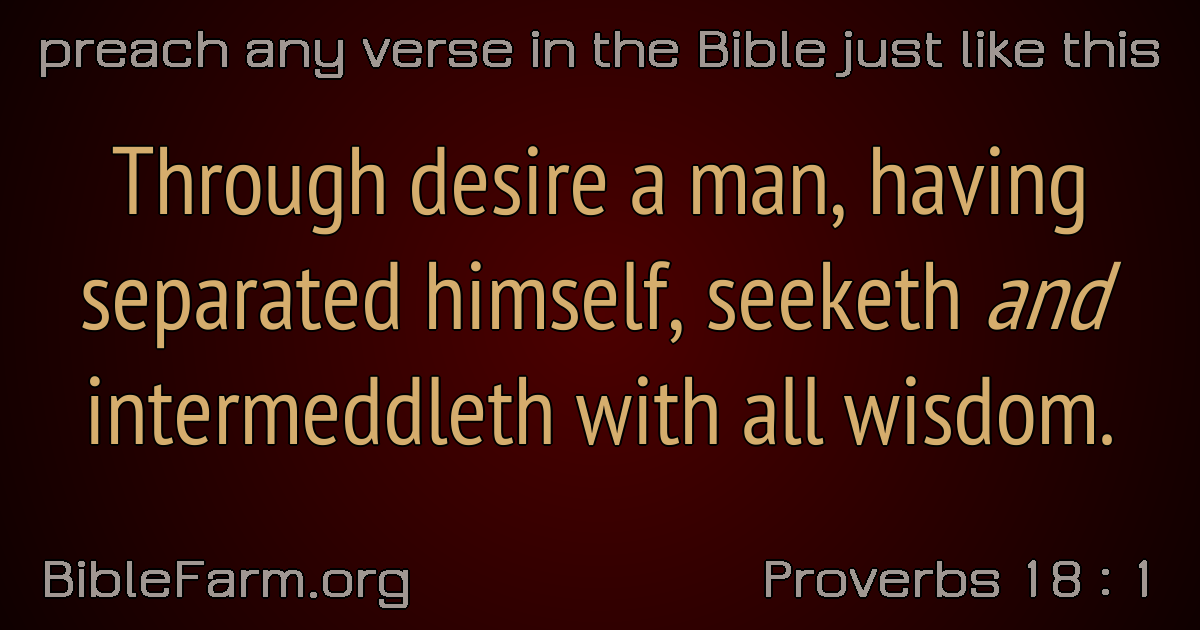 preach any verse in the Bible just like this
Through desire a man, having
separated himself, seeketh and
intermeddleth with all wisdom.
BibleFarm.org
Proverbs 18 : 1